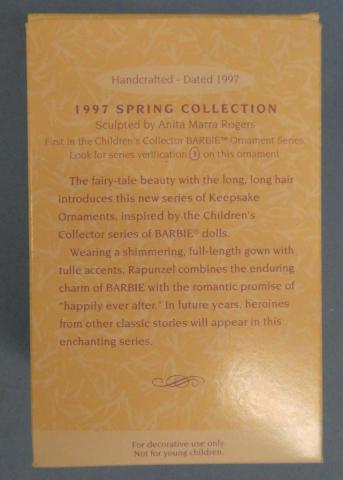 Handcrafted - Dated 1997
1997 SPRING COLLECTION
Sculpted by Anita Marra Rogers
First in the Children's Collector BARBIE™ Ornament Series.
Look for series verification 1 on this ornament
The fairy-tale beauty with the long, long hair
introduces this new series of Keepsake
Ornaments, inspired by the Children's
Collector series of BARBIE® dolls.
Wearing a shimmering, full-length gown with
tulle accents, Rapunzel combines the enduring
charm of BARBIE with the romantic promise of
"happily ever after." In future years, heroines
from other classic stories will appear in this
enchanting series.
For decorative use only.
Not for young children.